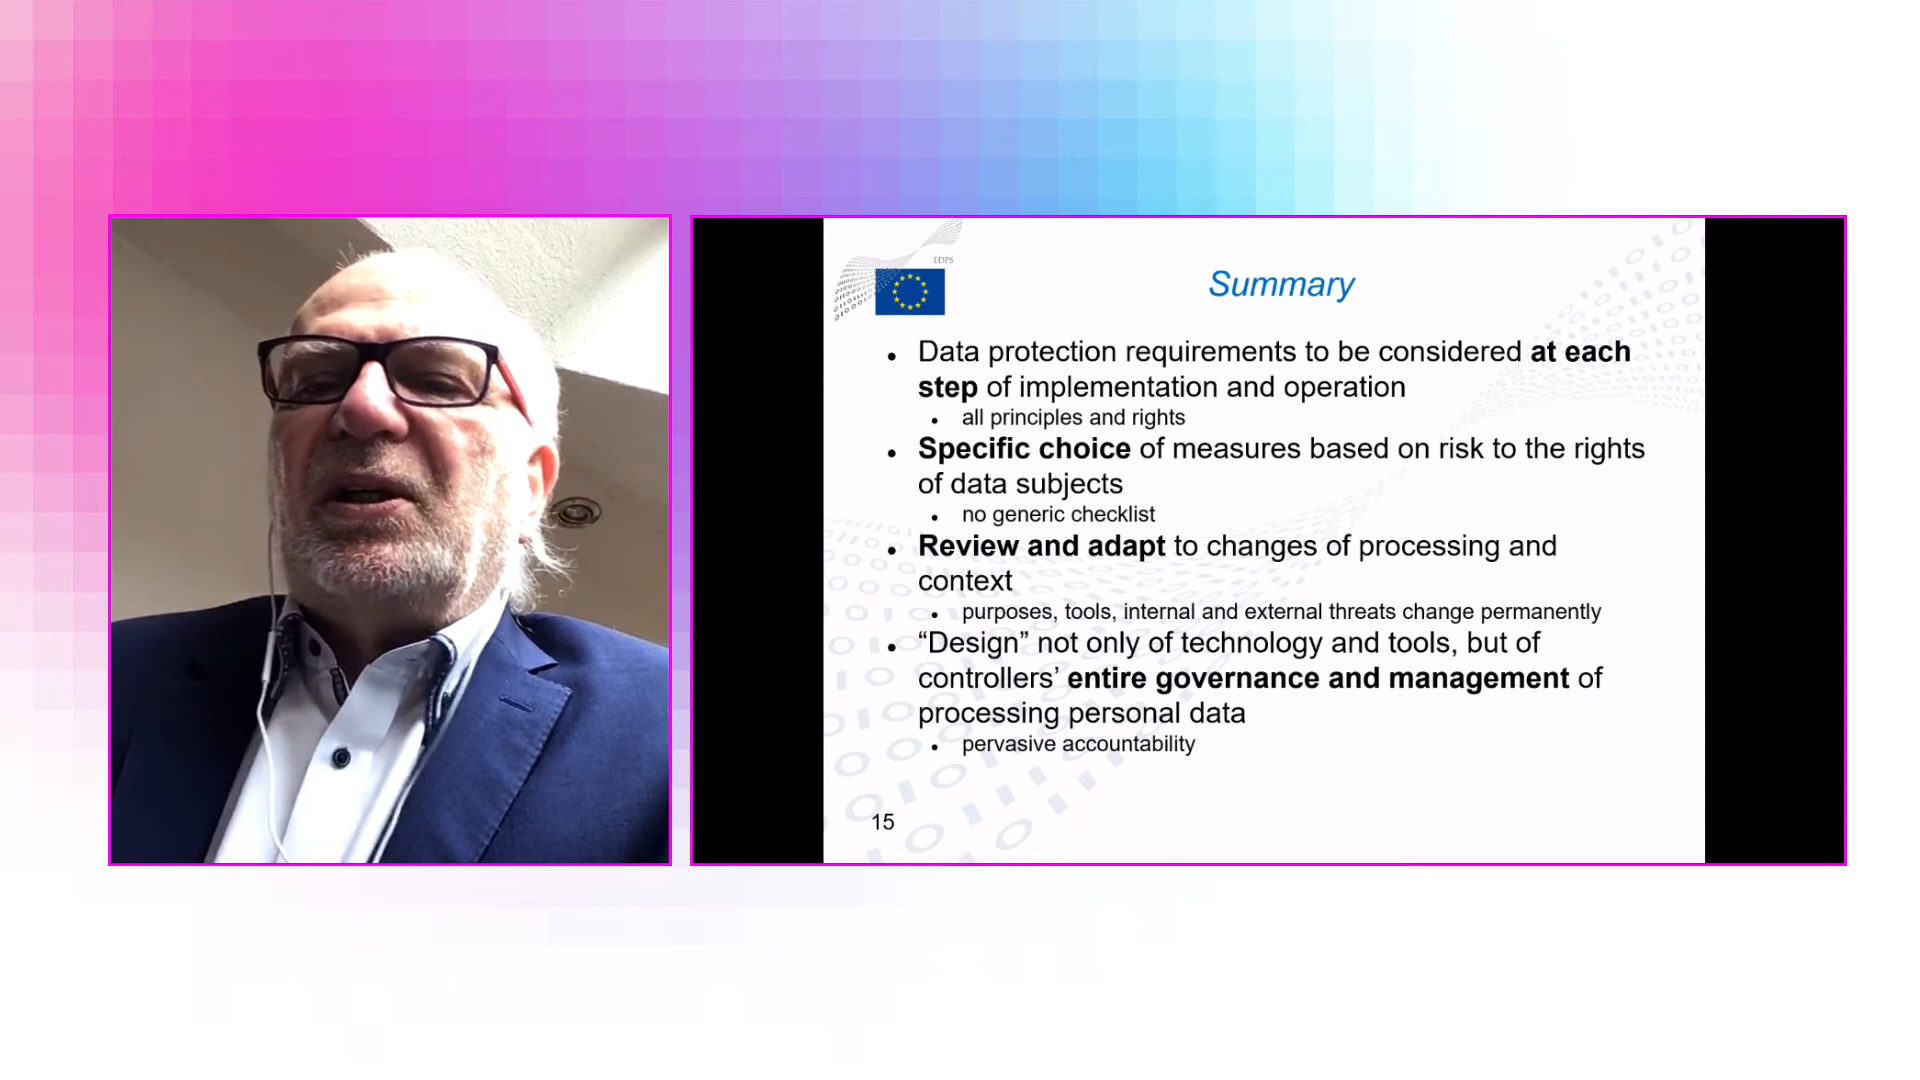 EDPS
Summary
• Data protection requirements to be considered at each
step of implementation and operation
• all principles and rights
• Specific choice of measures based on risk to the rights
of data subjects
• no generic checklist
• Review and adapt to changes of processing and
context
• purposes, tools, internal and external threats change permanently
• “Design” not only of technology and tools, but of
controllers’ entire governance and management of
processing personal data
• pervasive accountability
15